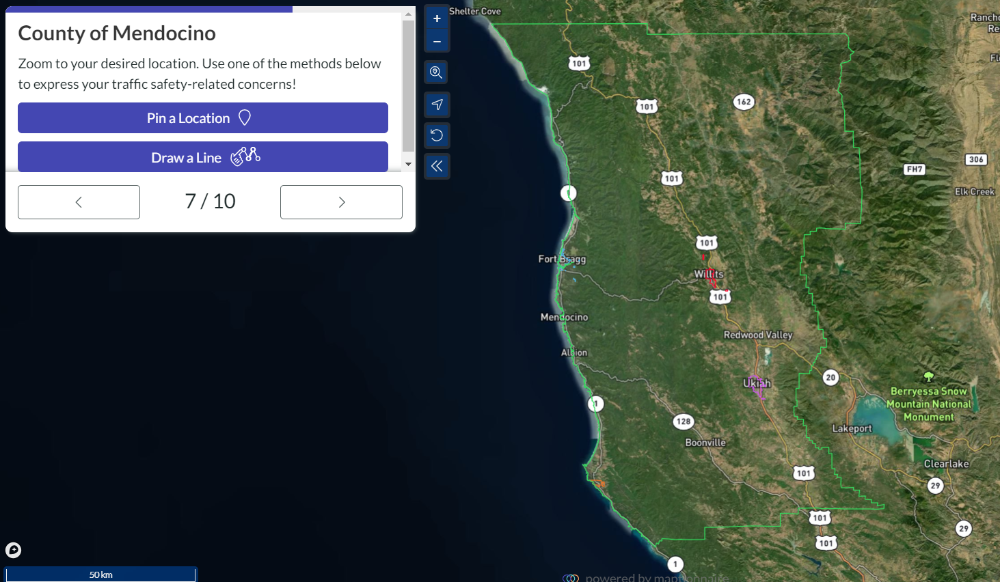 County of Mendocino
Zoom to your desired location. Use one of the methods below
to express your traffic safety-related concerns!
Pin a Location
Draw a Line
7 / 10
+
−
Shelter Cove
Rancho
Re
Fl
101
101
162
306
FH7
101
Elk Creek
1
101
Fort Bragg
Willits
101
Mendocino
Redwood Valley
Albion
20
Ukiah
Berryessa Snow
Mountain National
Monument
1
128
Lakeport
Boonville
Clearlake
101
29
101
29
101
1
50 km
powered by maptionnaire